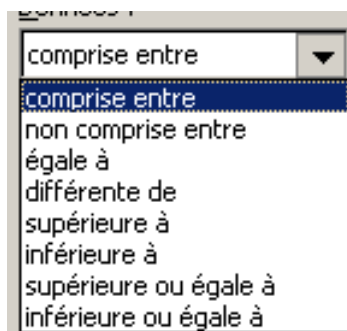 comprise entre
comprise entre
non comprise entre
égale à
différente de
supérieure à
inférieure à
supérieure ou égale à
inférieure ou égale à